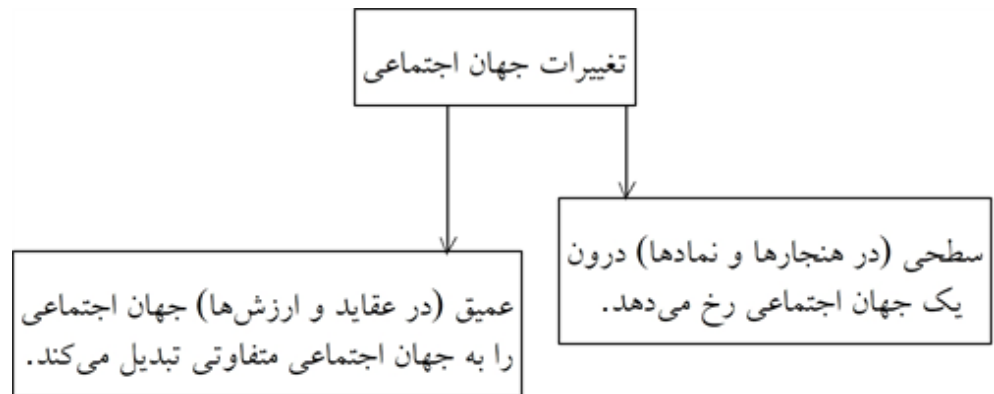 تغییرات جهان اجتماعی
سطحی (در هنجارها و نمادها) درون
یک جهان اجتماعی رخ می‌دهد.
عمیق (در عقاید و ارزش‌ها) جهان اجتماعی
را به جهان اجتماعی متفاوتی تبدیل می‌کند.